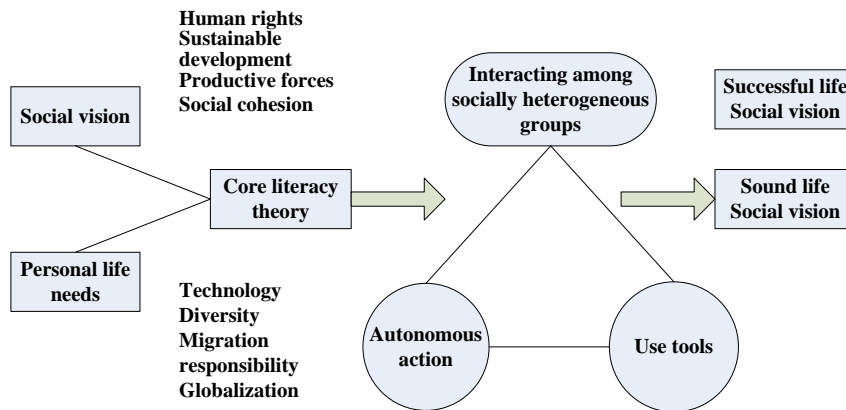 Human rights
Sustainable
development
Productive forces
Social cohesion
Social vision
Core literacy
theory
Personal life
needs
Technology
Diversity
Migration
responsibility
Globalization
Interacting among
socially heterogeneous
groups
Autonomous
action
Use tools
Successful life
Social vision
Sound life
Social vision